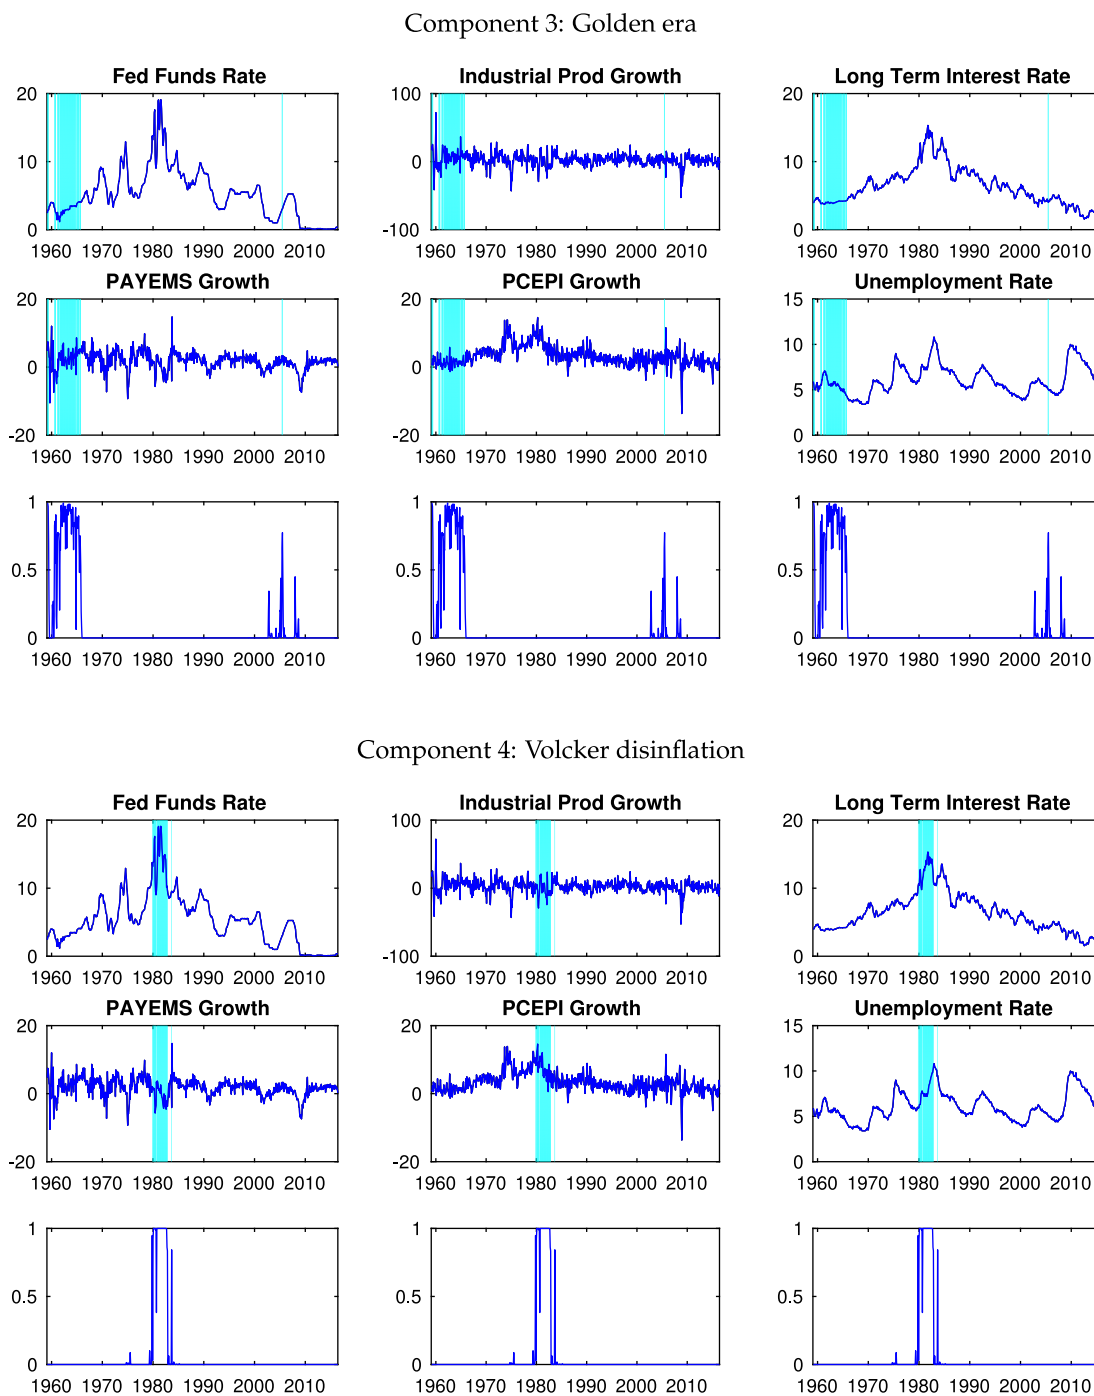 Component 3: Golden era
Fed Funds Rate Industrial Prod Growth Long Term Interest Rate
20 100 20
10 0 10
0 -100 0
1960 1970 1980 1990 2000 2010 1960 1970 1980 1990 2000 2010 1960 1970 1980 1990 2000 2010
PAYEMS Growth PCEPI Growth Unemployment Rate
20 20 15
10
0 0
5
-20 -20 0
1960 1970 1980 1990 2000 2010 1960 1970 1980 1990 2000 2010 1960 1970 1980 1990 2000 2010
1 1 1
0.5 0.5 0.5
0 0 0
1960 1970 1980 1990 2000 2010 1960 1970 1980 1990 2000 2010 1960 1970 1980 1990 2000 2010
Component 4: Volcker disinflation
Fed Funds Rate Industrial Prod Growth Long Term Interest Rate
20 100 20
10 0 10
0 -100 0
1960 1970 1980 1990 2000 2010 1960 1970 1980 1990 2000 2010 1960 1970 1980 1990 2000 2010
PAYEMS Growth PCEPI Growth Unemployment Rate
20 20 15
10
0 0
5
-20 -20 0
1960 1970 1980 1990 2000 2010 1960 1970 1980 1990 2000 2010 1960 1970 1980 1990 2000 2010
1 1 1
0.5 0.5 0.5
0 0 0
1960 1970 1980 1990 2000 2010 1960 1970 1980 1990 2000 2010 1960 1970 1980 1990 2000 2010